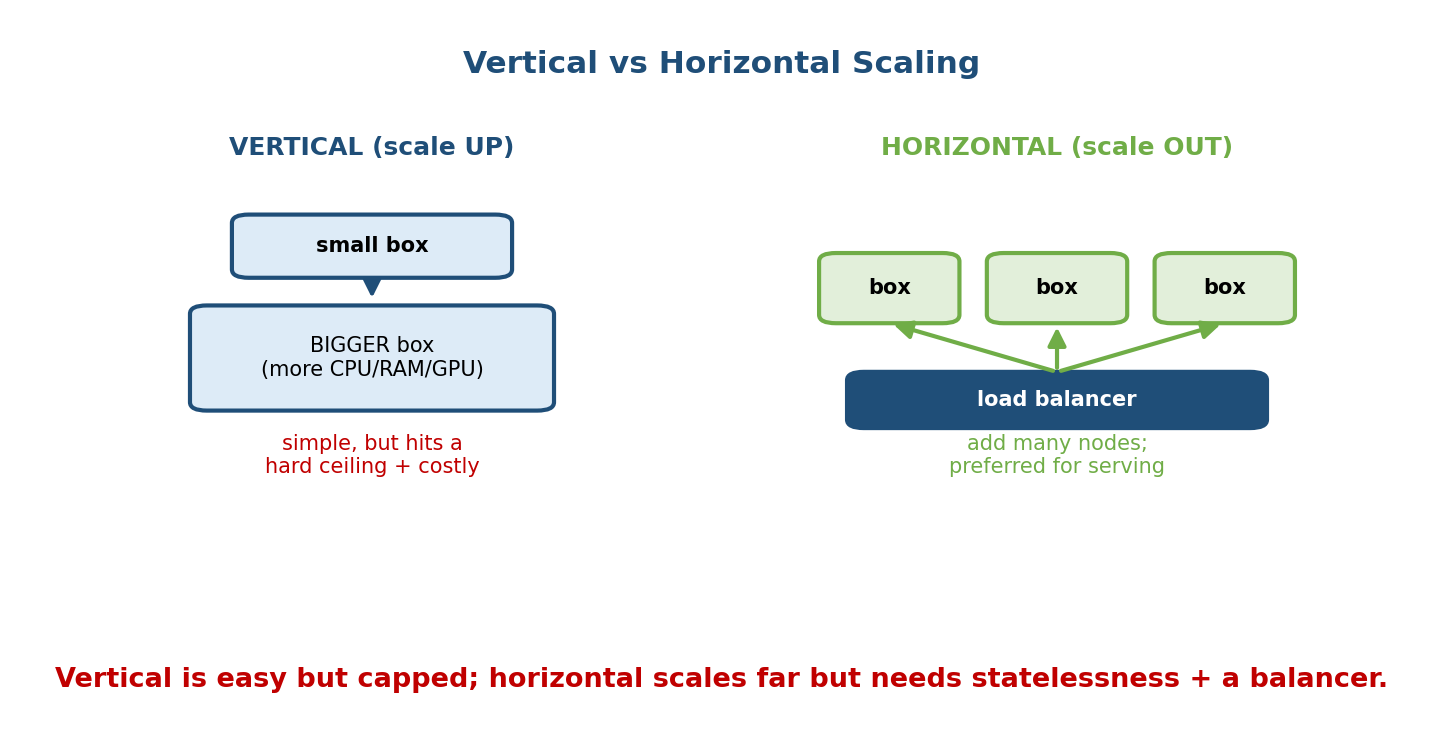 Vertical vs Horizontal Scaling
VERTICAL (scale UP)
small box
BIGGER box
(more CPU/RAM/GPU)
simple, but hits a
hard ceiling + costly
HORIZONTAL (scale OUT)
box
box
box
load balancer
add many nodes;
preferred for serving
Vertical is easy but capped; horizontal scales far but needs statelessness + a balancer.